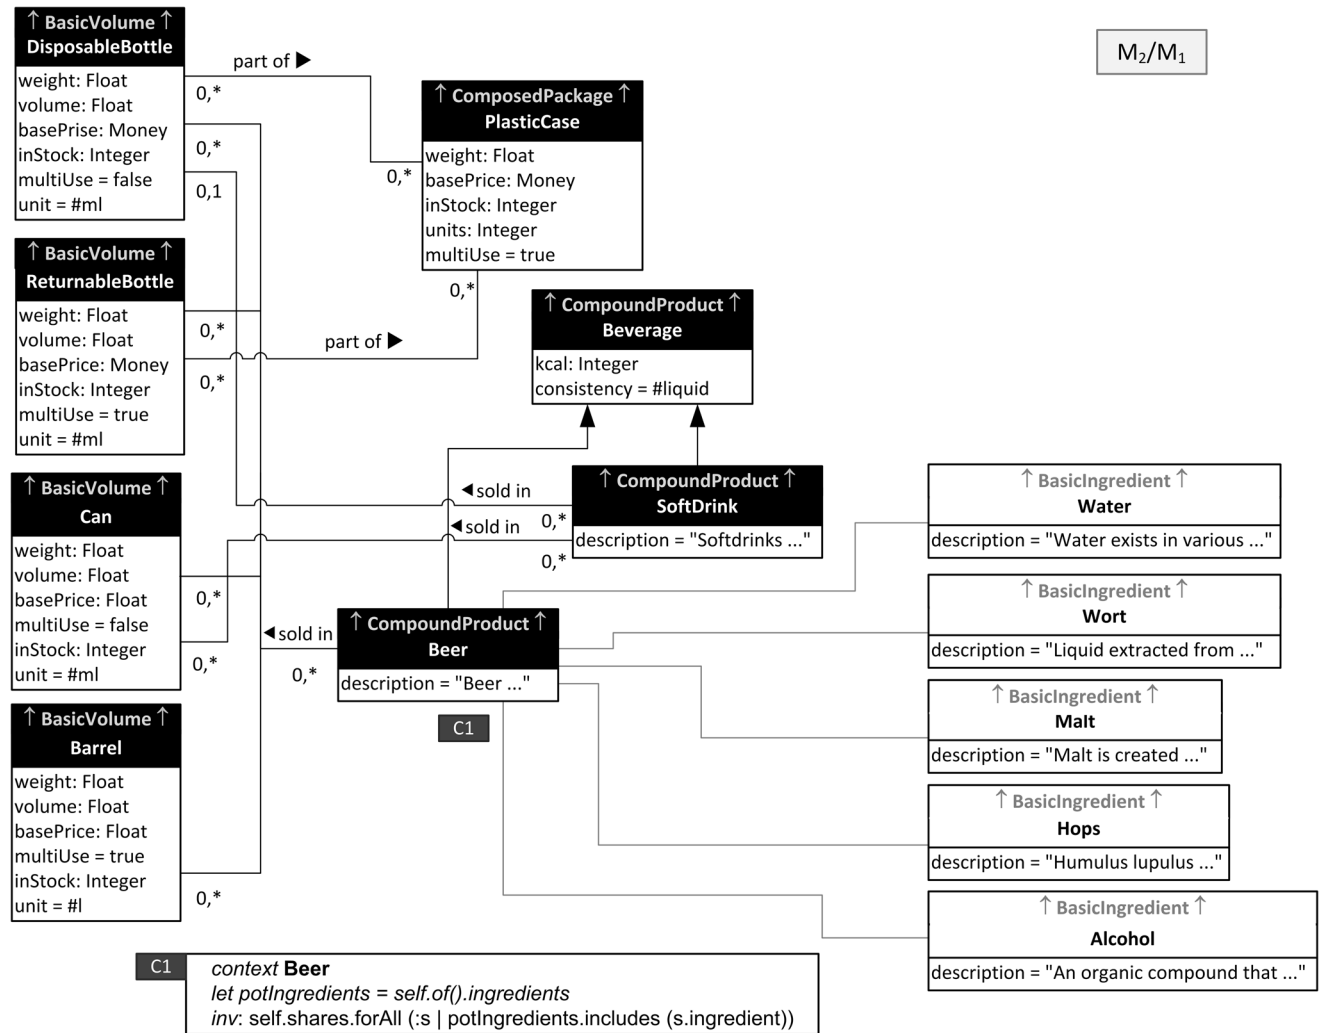 ↑ BasicVolume ↑
DisposableBottle
weight: Float
volume: Float
basePrise: Money
inStock: Integer
multiUse = false
unit = #ml
part of ▶
0,*
0,*
0,1
0,*
↑ ComposedPackage ↑
PlasticCase
weight: Float
basePrice: Money
inStock: Integer
units: Integer
multiUse = true
0,*
M2/M1
↑ BasicVolume ↑
ReturnableBottle
weight: Float
volume: Float
basePrice: Money
inStock: Integer
multiUse = true
unit = #ml
0,*
part of ▶
0,*
↑ CompoundProduct ↑
Beverage
kcal: Integer
consistency = #liquid
↑ BasicVolume ↑
Can
weight: Float
volume: Float
basePrice: Float
multiUse = false
inStock: Integer
unit = #ml
0,*
0,*
◀ sold in
0,*
◀ sold in
0,*
↑ CompoundProduct ↑
SoftDrink
description = "Softdrinks ..."
◀ sold in
0,*
↑ CompoundProduct ↑
Beer
description = "Beer ..."
C1
↑ BasicVolume ↑
Barrel
weight: Float
volume: Float
basePrice: Float
multiUse = true
inStock: Integer
unit = #l
0,*
↑ BasicIngredient ↑
Water
description = "Water exists in various ..."
↑ BasicIngredient ↑
Wort
description = "Liquid extracted from ..."
↑ BasicIngredient ↑
Malt
description = "Malt is created ..."
↑ BasicIngredient ↑
Hops
description = "Humulus lupulus ..."
↑ BasicIngredient ↑
Alcohol
description = "An organic compound that ..."
C1
context Beer
let potIngredients = self.of().ingredients
inv: self.shares.forAll (:s | potIngredients.includes (s.ingredient))